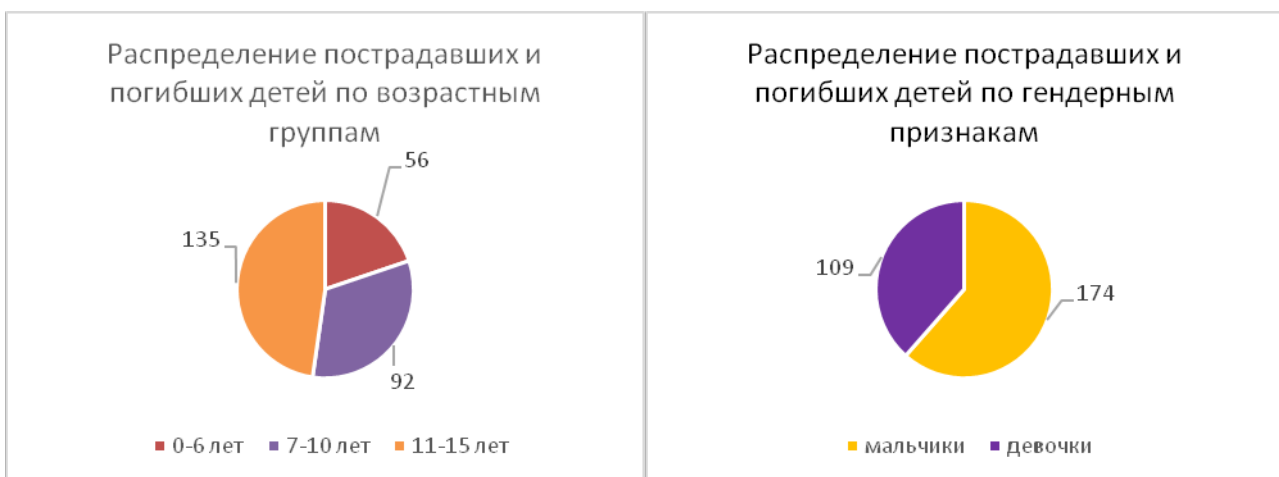 Распределение пострадавших и
погибших детей по возрастным
группам
56
135
92
0-6 лет 7-10 лет 11-15 лет
Распределение пострадавших и
погибших детей по гендерным
признакам
109
174
мальчики девочки